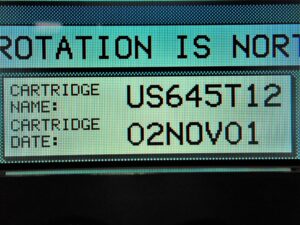 ROTATION IS NORT
CARTRIDGE NAME: US645T12
CARTRIDGE DATE: 02NOV01